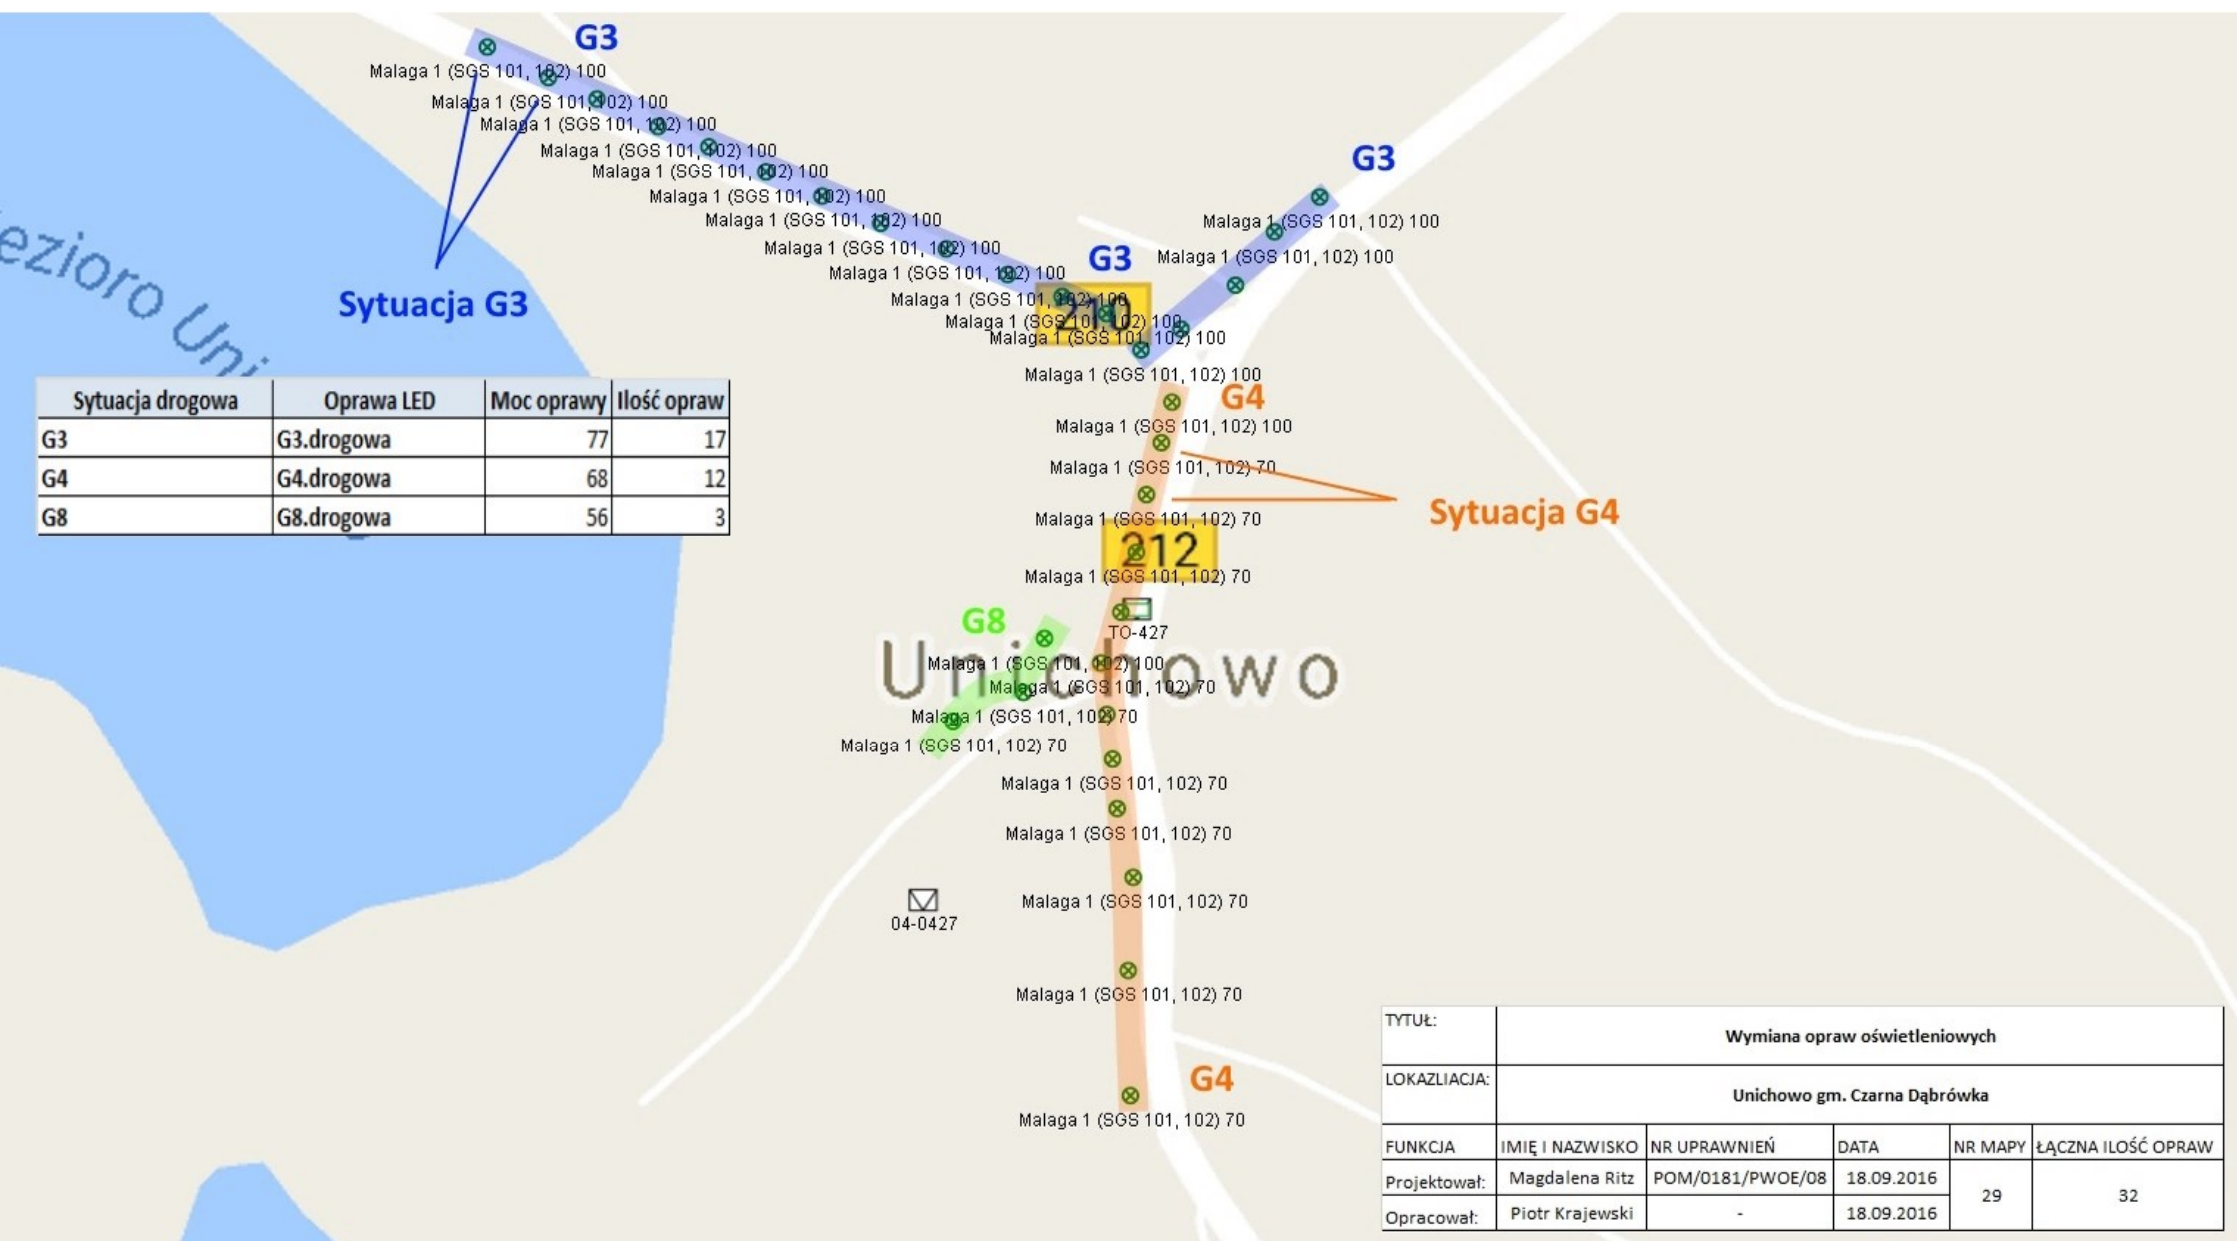 G3
Malaga 1 (SGS 101, 102) 100
Malaga 1 (SGS 101, 102) 100
Malaga 1 (SGS 101, 102) 100
Malaga 1 (SGS 101, 102) 100
G3
Malaga 1 (SGS 101, 102) 100
Malaga 1 (SGS 101, 102) 100
Malaga 1 (SGS 101, 102) 100
Malaga 1 (SGS 101, 102) 100
Malaga 1 (SGS 101, 102) 100
G3
Malaga 1 (SGS 101, 102) 100
Malaga 1 (SGS 101, 102) 100
Malaga 1 (SGS 101, 102) 100
Malaga 1 (SGS 101, 102) 100
210
Malaga 1 (SGS 101, 102) 100
Malaga 1 (SGS 101, 102) 100
Malaga 1 (SGS 101, 102) 100
ezioro Uni
Sytuacja G3
Sytuacja drogowa Oprawa LED Moc oprawy Ilość opraw
G3 G3.drogowa 77 17
G4 G4.drogowa 68 12
G8 G8.drogowa 56 3
G4
Malaga 1 (SGS 101, 102) 100
Malaga 1 (SGS 101, 102) 70
Sytuacja G4
Malaga 1 (SGS 101, 102) 70
212
Malaga 1 (SGS 101, 102) 70
G8
TO-427
Unichowo
Malaga 1 (SGS 101, 102) 100
Malaga 1 (SGS 101, 102) 70
Malaga 1 (SGS 101, 102) 70
Malaga 1 (SGS 101, 102) 70
Malaga 1 (SGS 101, 102) 70
Malaga 1 (SGS 101, 102) 70
Malaga 1 (SGS 101, 102) 70
04-0427
Malaga 1 (SGS 101, 102) 70
G4
Malaga 1 (SGS 101, 102) 70
TYTUŁ: Wymiana opraw oświetleniowych
LOKAZLIACJA: Unichowo gm. Czarna Dąbrówka
FUNKCJA IMIĘ I NAZWISKO NR UPRAWNIEŃ DATA NR MAPY ŁĄCZNA ILOŚĆ OPRAW
Projektował: Magdalena Ritz POM/0181/PWOE/08 18.09.2016 29 32
Opracował: Piotr Krajewski - 18.09.2016